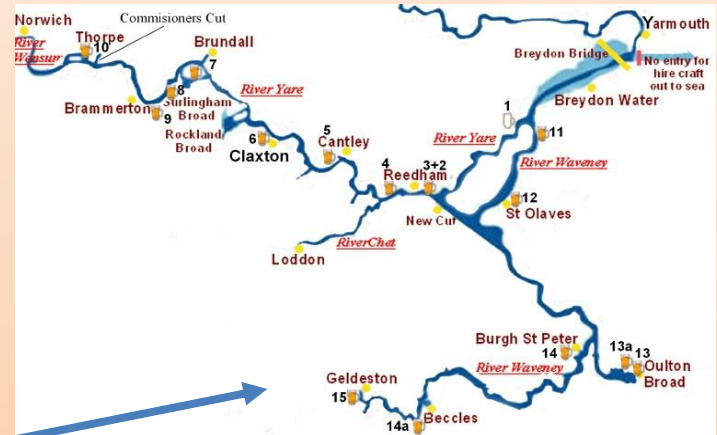 Norwich
River
Wensum
Commisioners Cut
Thorpe
10
Brundall
7
8
Surlingham
Broad
Brammerton
9
Rockland
Broad
River Yare
6
Claxton
5
Cantley
4
Reedham
3+2
New Cut
RiverChet
Loddon
Yarmouth
Breydon Bridge
No entry for
hire craft
out to sea
Breydon Water
1
River Yare
11
River Waveney
12
St Olaves
Burgh St Peter
14
River Waveney
13a
13
Oulton
Broad
Geldeston
15
14a
Beccles